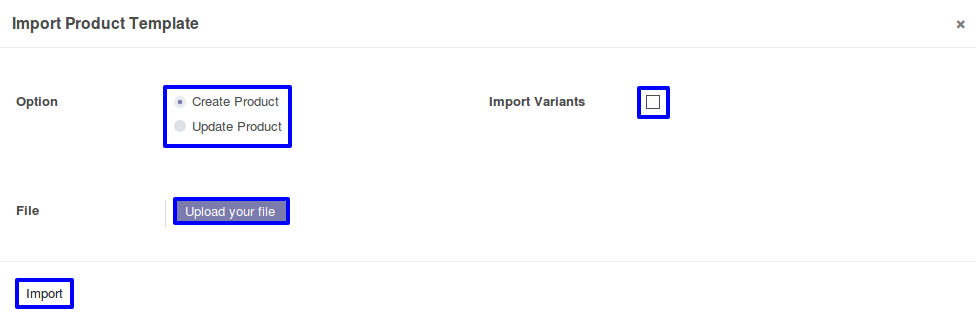 Import Product Template
×
Option
Create Product
Update Product
Import Variants
File
Upload your file
Import